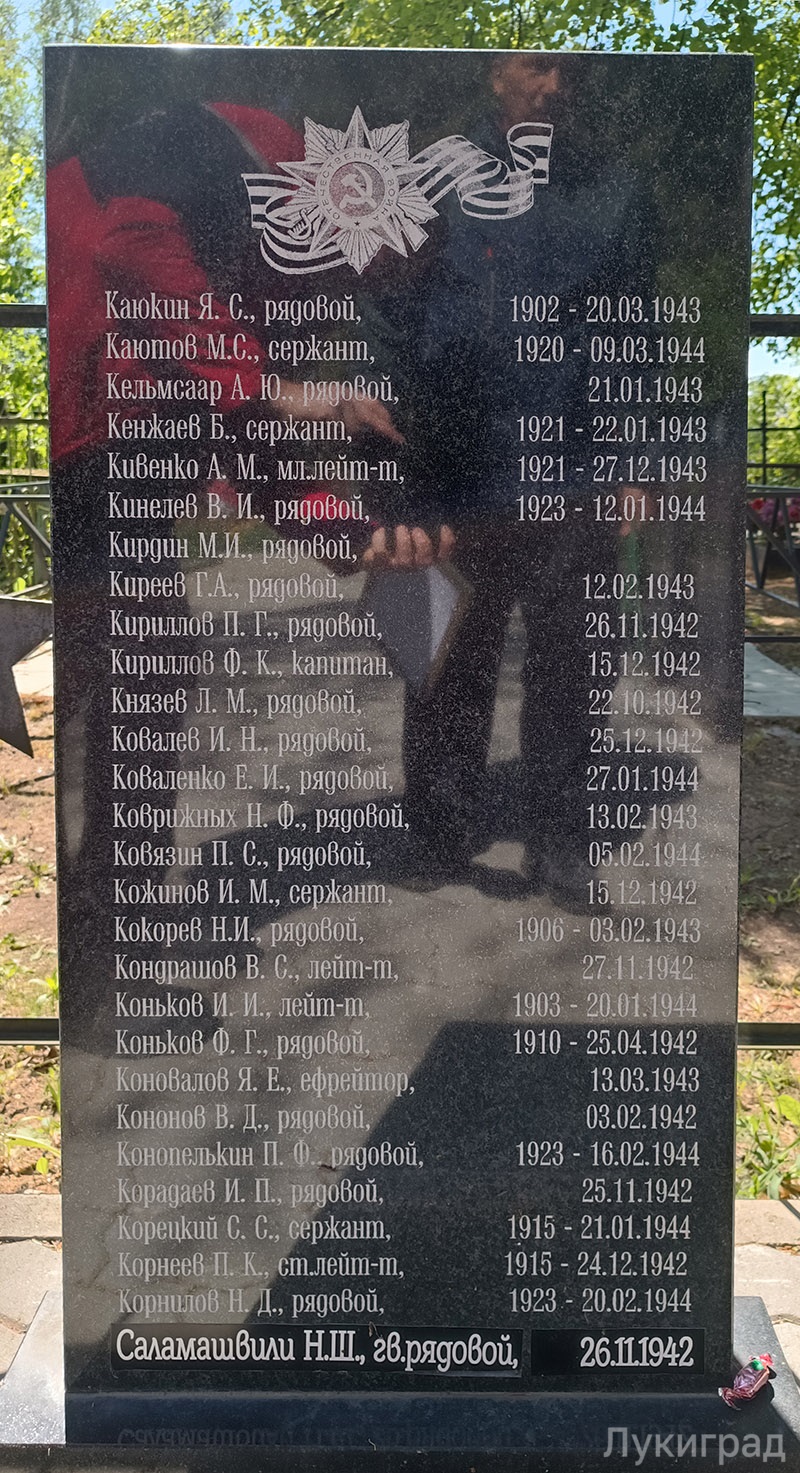 Каюкин Я. С., рядовой, 1902 - 20.03.1943
Каютов М.С., сержант, 1920 - 09.03.1944
Кельмсаар А. Ю., рядовой, 21.01.1943
Кенжаев Б., сержант, 1921 - 22.01.1943
Кивенко А. М., мл.лейт-т, 1921 - 27.12.1943
Кинелев В. И., рядовой, 1923 - 12.01.1944
Кирдин М.И., рядовой,
Киреев Г.А., рядовой, 12.02.1943
Кириллов П. Г., рядовой, 26.11.1942
Кириллов Ф. К., капитан, 15.12.1942
Князев Л. М., рядовой, 22.10.1942
Ковалев И. Н., рядовой, 25.12.1942
Коваленко Е. И., рядовой, 27.01.1944
Коврижных Н. Ф., рядовой, 13.02.1943
Ковязин П. С., рядовой, 05.02.1944
Кожинов И. М., сержант, 15.12.1942
Кокорев Н.И., рядовой, 1906 - 03.02.1943
Кондрашов В. С., лейт-т, 27.11.1942
Коньков И. И., лейт-т, 1903 - 20.01.1944
Коньков Ф. Г., рядовой, 1910 - 25.04.1942
Коновалов Я. Е., ефрейтор, 13.03.1943
Кононов В. Д., рядовой, 03.02.1942
Конопелькин П. Ф., рядовой, 1923 - 16.02.1944
Корадаев И. П., рядовой, 25.11.1942
Корецкий С. С., сержант, 1915 - 21.01.1944
Корнеев П. К., ст.лейт-т, 1915 - 24.12.1942
Корнилов Н. Д., рядовой, 1923 - 20.02.1944
Саламашвили Н.Ш., гв.рядовой, 26.11.1942
Лукиград